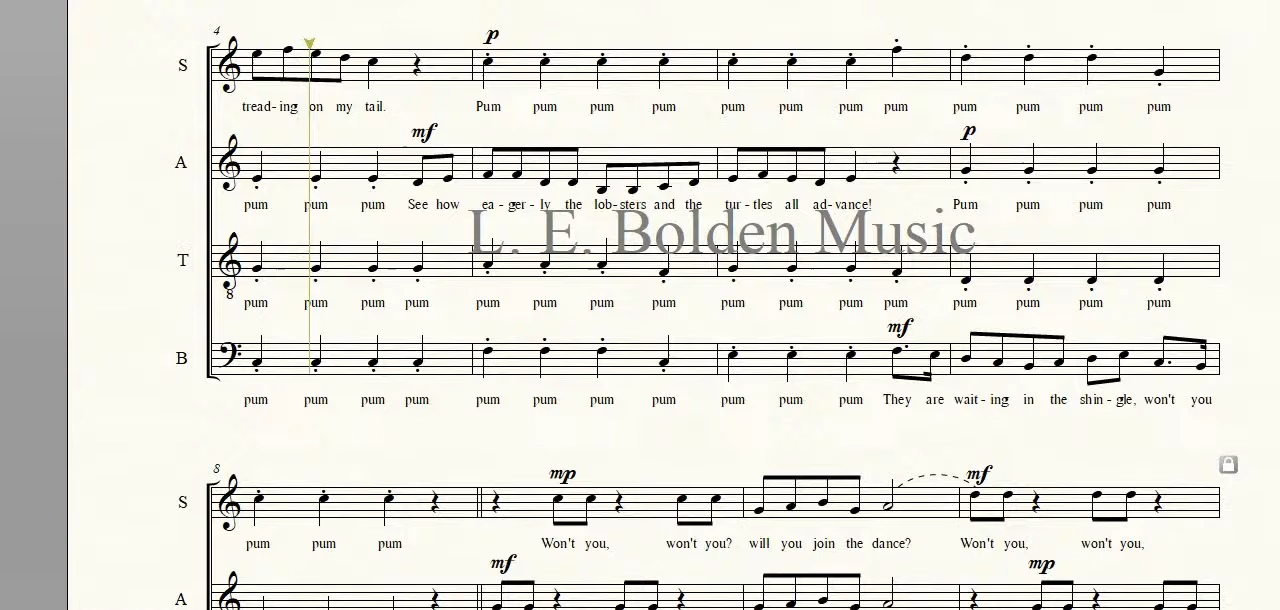 4
p
S
tread- ing on my tail. Pum pum pum pum pum pum pum pum pum pum pum pum
mf p
A
pum pum pum See how ea - ger - ly the lob- sters and the tur - tles all ad - vance! Pum pum pum pum
L. E. Bolden Music
T
8
pum pum pum pum pum pum pum pum pum pum pum pum pum pum pum pum
mf
B
pum pum pum pum pum pum pum pum pum pum pum They are wait - ing in the shin - gle, won't you
8
mp mf
S
pum pum pum Won't you, won't you? will you join the dance? Won't you, won't you,
mf mp
A